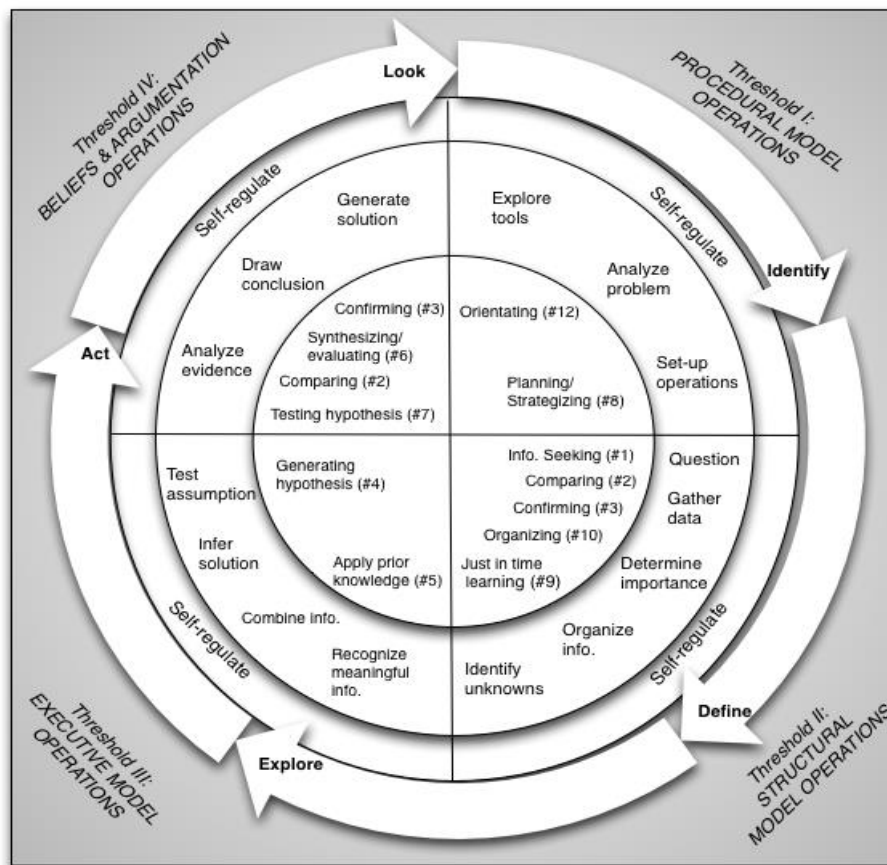 Look
Threshold I:
PROCEDURAL MODEL
OPERATIONS
Self-regulate
Identify
Explore
tools
Analyze
problem
Set-up
operations
Orientating (#12)
Planning/
Strategizing (#8)
Threshold II:
STRUCTURAL
MODEL OPERATIONS
Self-regulate
Define
Question
Gather
data
Determine
importance
Organize
info.
Identify
unknowns
Info. Seeking (#1)
Comparing (#2)
Confirming (#3)
Organizing (#10)
Just in time
learning (#9)
Threshold III:
EXECUTIVE MODEL
OPERATIONS
Self-regulate
Explore
Test
assumption
Infer
solution
Combine info.
Recognize
meaningful
info.
Generating
hypothesis (#4)
Apply prior
knowledge (#5)
Threshold IV:
BELIEFS & ARGUMENTATION
OPERATIONS
Self-regulate
Act
Generate
solution
Draw
conclusion
Analyze
evidence
Confirming (#3)
Synthesizing/
evaluating (#6)
Comparing (#2)
Testing hypothesis (#7)